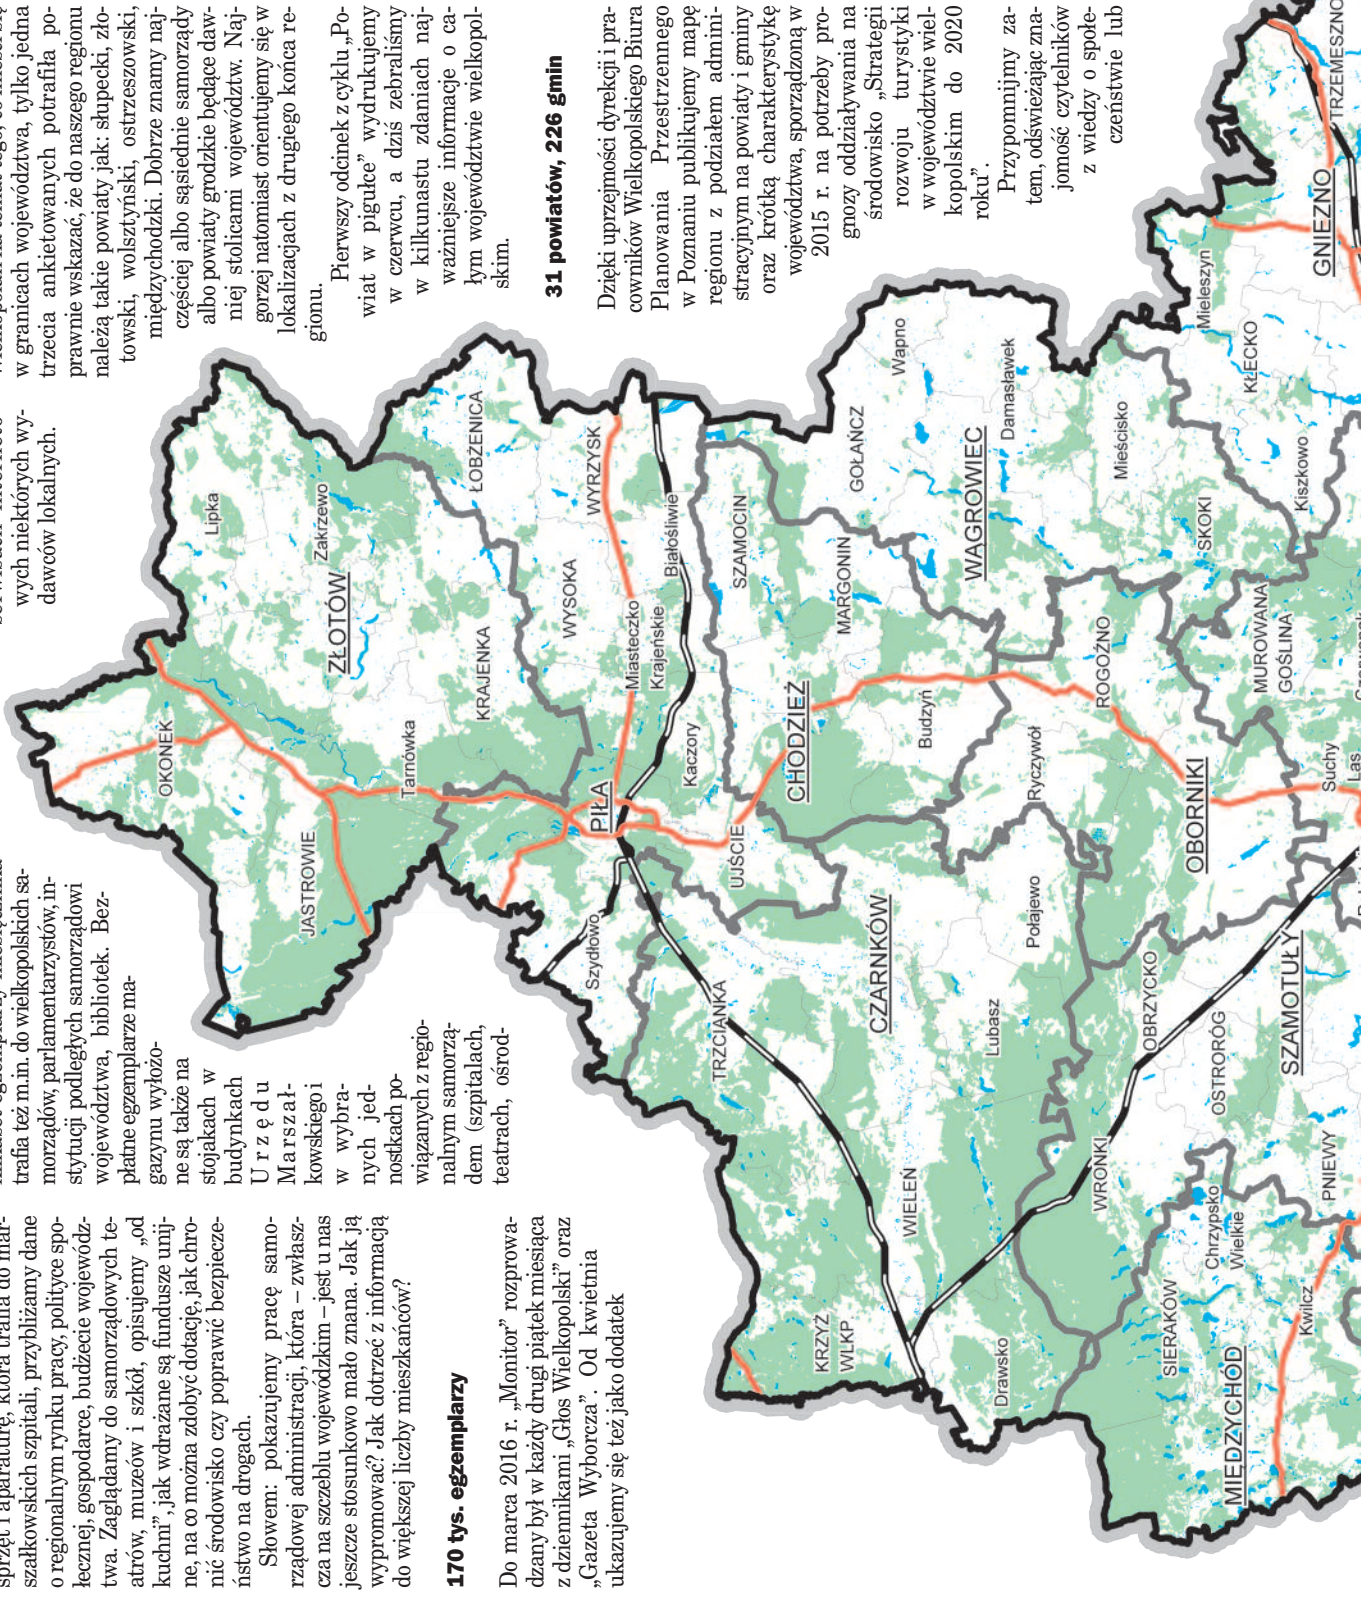 sprzęt i aparaturę, która trafia do mar-
szałkowskich szpitali, przybliżamy dane
o regionalnym rynku pracy, polityce spo-
łecznej, gospodarce, budżecie wojewódz-
twa. Zaglądamy do samorządowych te-
atrów, muzeów i szkół, opisujemy „od
kuchni”, jak wdrażane są fundusze unij-
ne, na co można zdobyć dotację, jak chro-
nić środowisko czy poprawić bezpiecze-
ństwo na drogach.
Słowem: pokazujemy pracę samo-
rządowej administracji, która – zwłasz-
cza na szczeblu wojewódzkim – jest u nas
jeszcze stosunkowo mało znana. Jak ją
wypromować? Jak dotrzeć z informacją
do większej liczby mieszkańców?
170 tys. egzemplarzy
Do marca 2016 r. „Monitor” rozprowa-
dzany był w każdy drugi piątek miesiąca
z dziennikami „Głos Wielkopolski” oraz
„Gazeta Wyborcza”. Od kwietnia
ukazujemy się też jako dodatek
trafia też m.in. do wielkopolskich sa-
morządów, parlamentarzystów, in-
stytucji podległych samorządowi
województwa, bibliotek. Bez-
płatne egzemplarze ma-
gazynu wyłożo-
ne są także na
stojakach w
budynkach
Urzędu
Marszał-
kowskiego i
w wybra-
nych jed-
nostkach po-
wiązanych z regio-
nalnym samorzą-
dem (szpitalach,
teatrach, ośrod-
wych niektórych wy-
dawców lokalnych.
w granicach województwa, tylko jedna
trzecia ankietowanych potrafiła po-
prawnie wskazać, że do naszego regionu
należą takie powiaty jak: słupecki, zło-
towski, wolsztyński, ostrzeszowski,
międzychodzki. Dobrze znamy naj-
częściej albo sąsiednie samorządy
albo powiaty grodzkie będące daw-
niej stolicami województw. Naj-
gorzej natomiast orientujemy się w
lokalizacjach z drugiego końca re-
gionu.
Pierwszy odcinek z cyklu „Po-
wiat w pigułce” wydrukujemy
w czerwcu, a dziś zebraliśmy
w kilkunastu zdaniach naj-
ważniejsze informacje o ca-
łym województwie wielkopol-
skim.
31 powiatów, 226 gmin
Dzięki uprzejmości dyrekcji i pra-
cowników Wielkopolskiego Biura
Planowania Przestrzennego
w Poznaniu publikujemy mapę
regionu z podziałem admini-
stracyjnym na powiaty i gminy
oraz krótką charakterystykę
województwa, sporządzoną w
2015 r. na potrzeby pro-
gnozy oddziaływania na
środowisko „Strategii
rozwoju turystyki
w województwie wiel-
kopolskim do 2020
roku”.
Przypomnijmy za-
tem, odświeżając zna-
jomość czytelników
z wiedzy o społe-
czeństwie lub
OKONEK
Lipka
Zakrzewo
ZŁOTÓW
JASTROWIE
Tarnówka
KRAJENKA
ŁOBŻENICA
WYSOKA
WYRZYSK
Szydłowo
PIŁA
Miasteczko
Krajeńskie
Białośliwie
Kaczory
UJŚCIE
SZAMOCIN
TRZCIANKA
CHODZIEŻ
MARGONIN
GOŁAŃCZ
Wapno
KRZYŻ
WLKP
WIELEŃ
CZARNKÓW
Budzyń
WĄGROWIEC
Damasławek
Drawsko
Lubasz
Połajewo
Ryczywół
ROGOŹNO
Mieścisko
WRONKI
OBRZYCKO
SIERAKÓW
Chrzypsko
Wielkie
OSTRORÓG
OBORNIKI
SKOKI
Mieleszyn
KŁECKO
MIĘDZYCHÓD
Kwilcz
PNIEWY
SZAMOTUŁY
MUROWANA
GOŚLINA
Kiszkowo
GNIEZNO
TRZEMESZNO
Suchy
Las